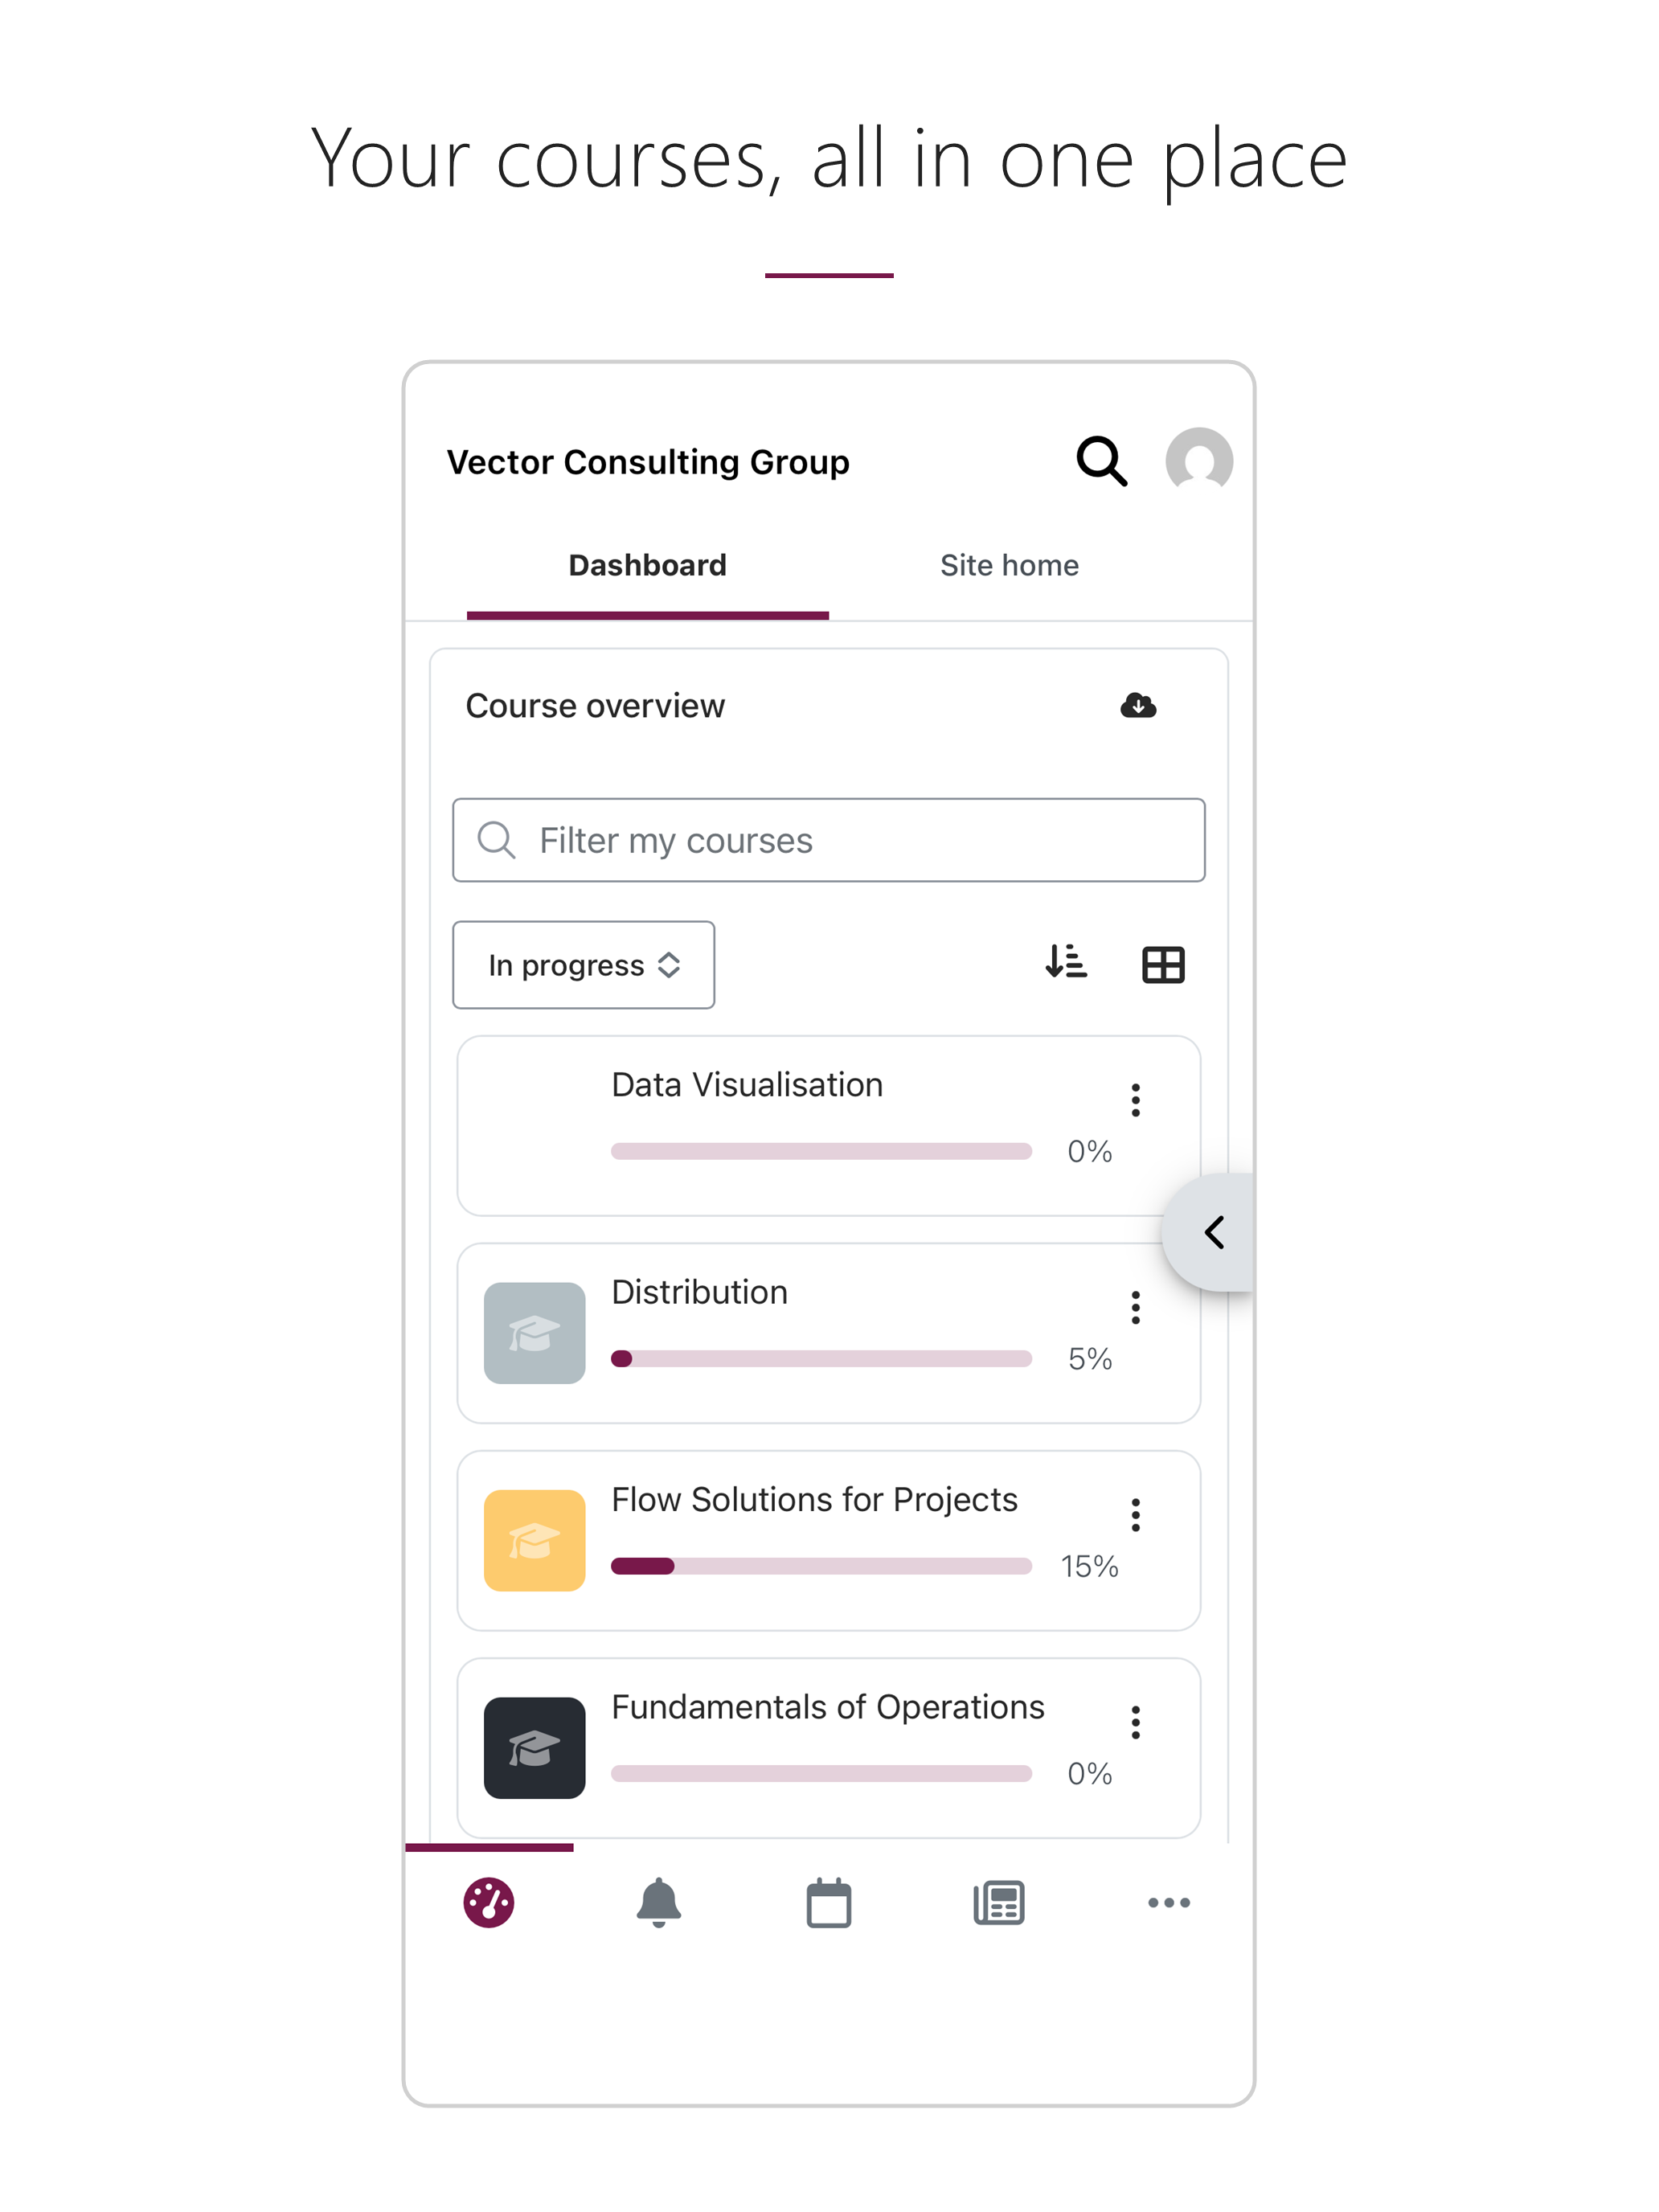 Your courses, all in one place
Vector Consulting Group
Dashboard
Site home
Course overview
Filter my courses
In progress
Data Visualisation
0%
Distribution
5%
Flow Solutions for Projects
15%
Fundamentals of Operations
0%